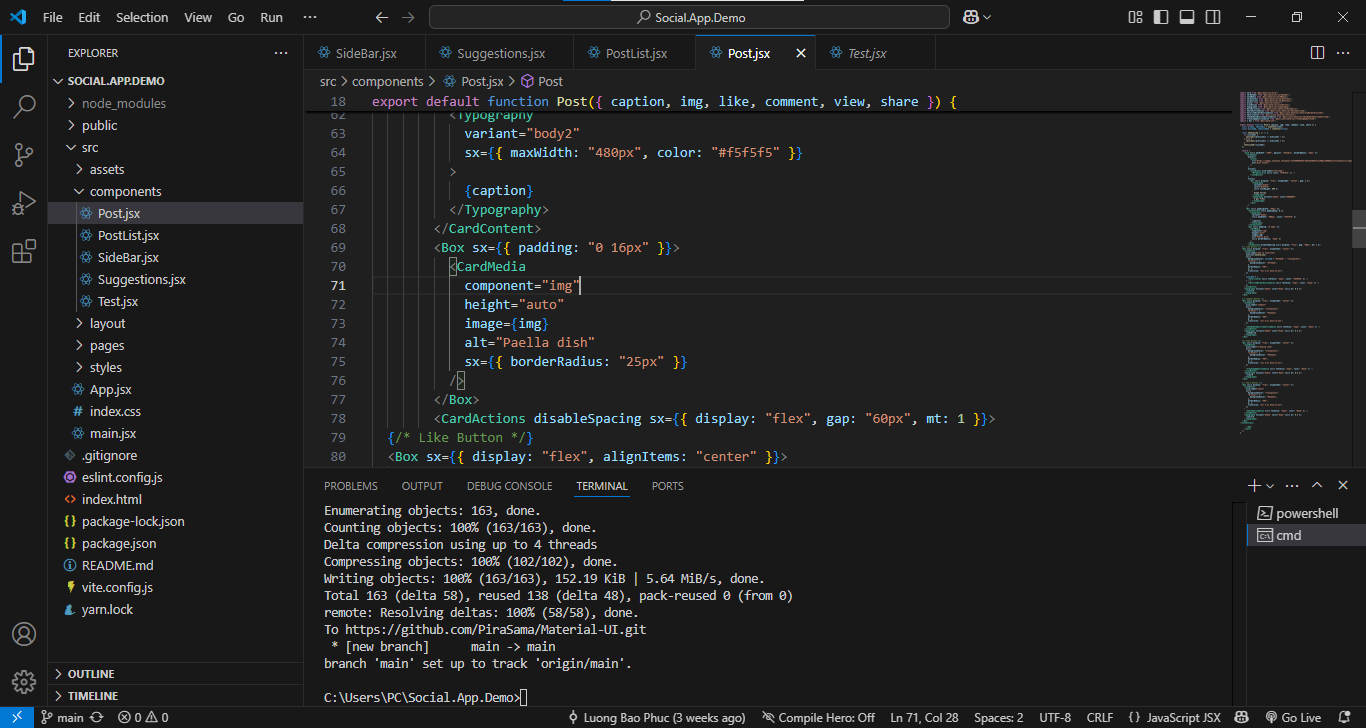 File Edit Selection View Go Run ··· Social.App.Demo
EXPLORER ···
SOCIAL.APP.DEMO
node_modules
public
src
assets
components
Post.jsx
PostList.jsx
SideBar.jsx
Suggestions.jsx
Test.jsx
layout
pages
styles
App.jsx
index.css
main.jsx
.gitignore
eslint.config.js
index.html
package-lock.json
package.json
README.md
vite.config.js
yarn.lock
OUTLINE
TIMELINE
SideBar.jsx Suggestions.jsx PostList.jsx Post.jsx Test.jsx ···
src > components > Post.jsx > Post
18 export default function Post({ caption, img, like, comment, view, share }) {
62 <Typography
63 variant="body2"
64 sx={{ maxWidth: "480px", color: "#f5f5f5" }}
65 >
66 {caption}
67 </Typography>
68 </CardContent>
69 <Box sx={{ padding: "0 16px" }}>
70 <CardMedia
71 component="img"
72 height="auto"
73 image={img}
74 alt="Paella dish"
75 sx={{ borderRadius: "25px" }}
76 />
77 </Box>
78 <CardActions disableSpacing sx={{ display: "flex", gap: "60px", mt: 1 }}>
79 {/* Like Button */}
80 <Box sx={{ display: "flex", alignItems: "center" }}>
PROBLEMS OUTPUT DEBUG CONSOLE TERMINAL PORTS ···
Enumerating objects: 163, done.
Counting objects: 100% (163/163), done.
Delta compression using up to 4 threads
Compressing objects: 100% (102/102), done.
Writing objects: 100% (163/163), 152.19 KiB | 5.64 MiB/s, done.
Total 163 (delta 58), reused 138 (delta 48), pack-reused 0 (from 0)
remote: Resolving deltas: 100% (58/58), done.
To https://github.com/PiraSama/Material-UI.git
* [new branch] main -> main
branch 'main' set up to track 'origin/main'.
C:\Users\PC\Social.App.Demo>
powershell
cmd
main 0 0 Luong Bao Phuc (3 weeks ago) Compile Hero: Off Ln 71, Col 28 Spaces: 2 UTF-8 CRLF {} JavaScript JSX Go Live